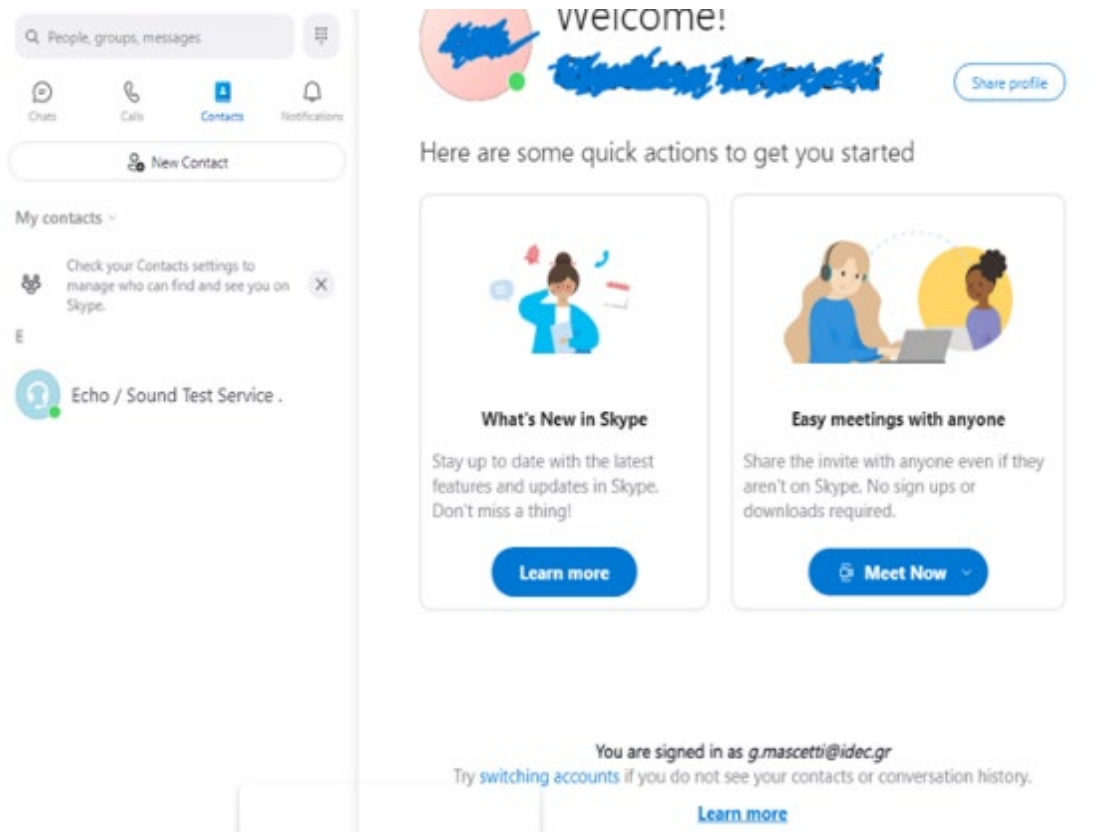 People, groups, messages
Chats
Calls
Contacts
Notifications
New Contact
My contacts
Check your Contacts settings to
manage who can find and see you on
Skype.
E
Echo / Sound Test Service .
Welcome!
Share profile
Here are some quick actions to get you started
What's New in Skype
Stay up to date with the latest
features and updates in Skype.
Don't miss a thing!
Learn more
Easy meetings with anyone
Share the invite with anyone even if they
aren't on Skype. No sign ups or
downloads required.
Meet Now
You are signed in as g.mascetti@idec.gr
Try switching accounts if you do not see your contacts or conversation history.
Learn more